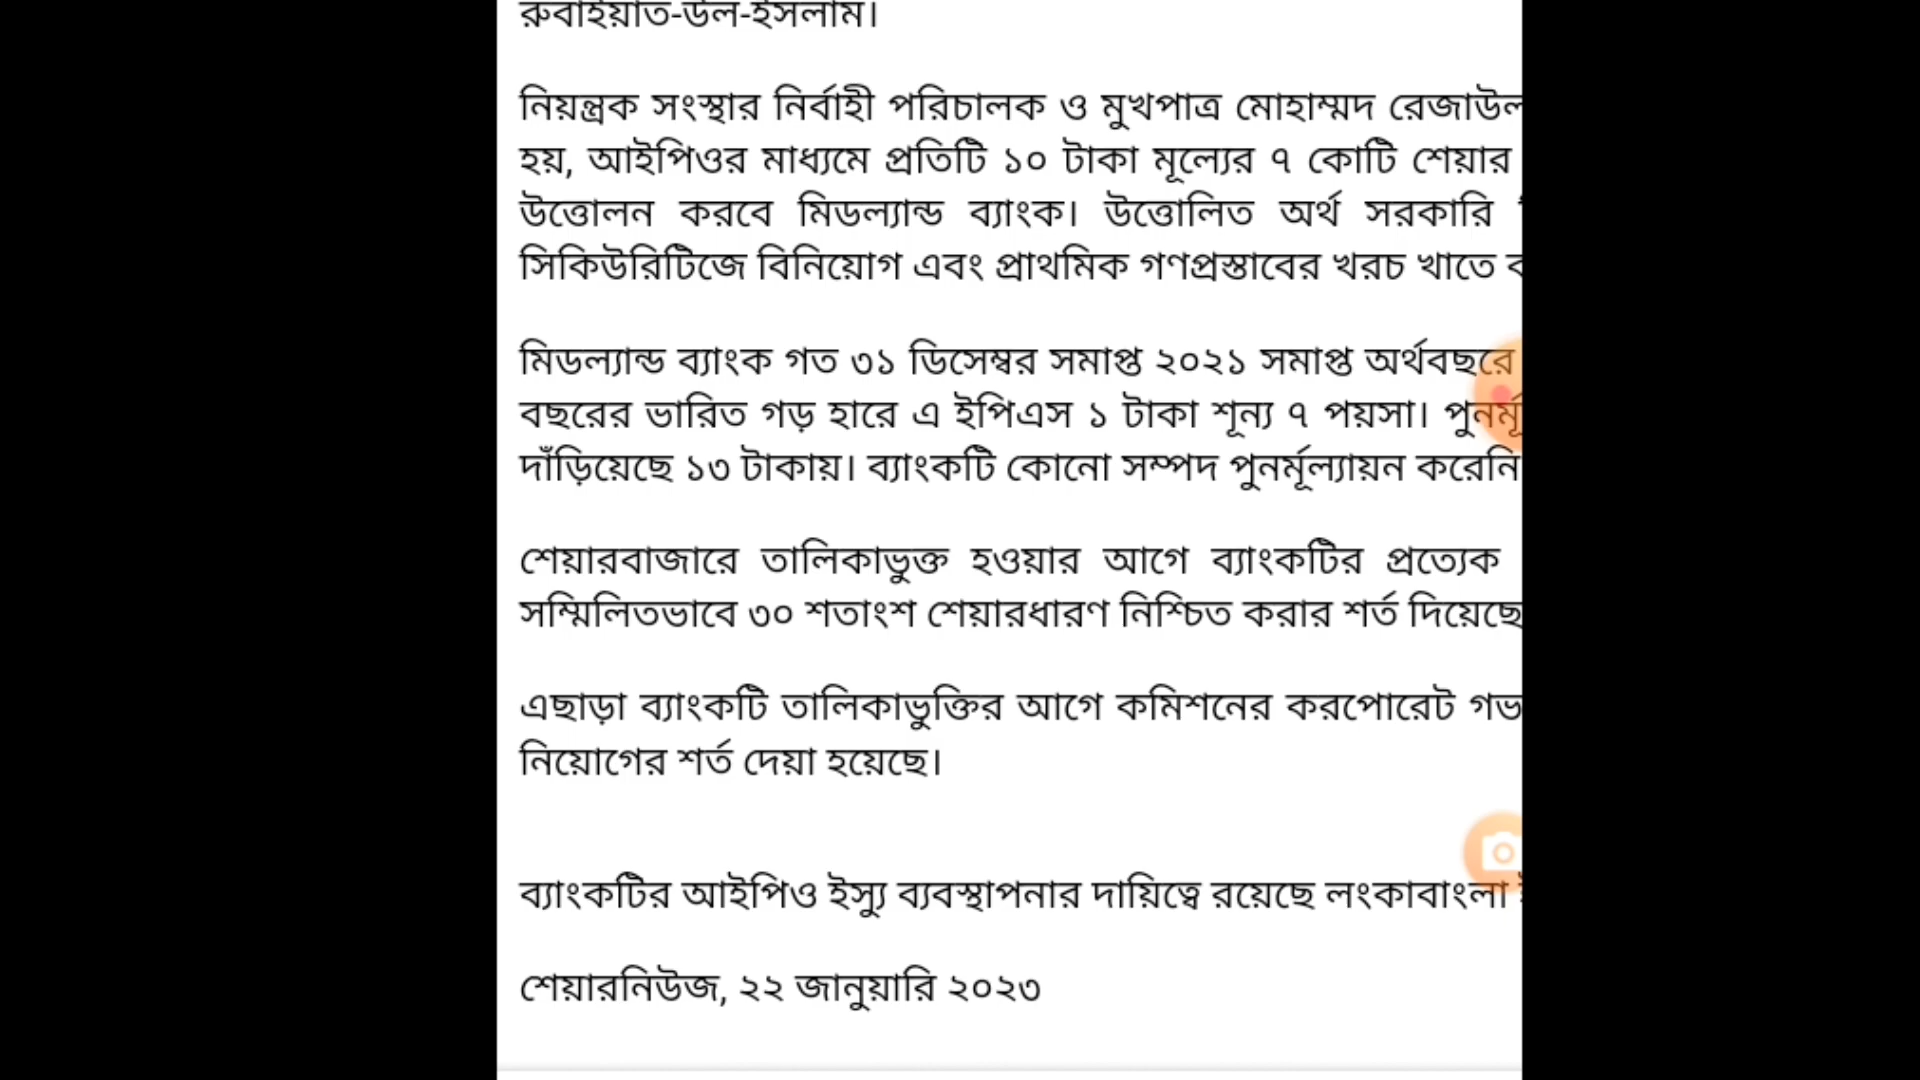 রুবাইয়াত-উল-ইসলাম।
নিয়ন্ত্রক সংস্থার নির্বাহী পরিচালক ও মুখপাত্র মোহাম্মদ রেজাউল
হয়, আইপিওর মাধ্যমে প্রতিটি ১০ টাকা মূল্যের ৭ কোটি শেয়ার
উত্তোলন করবে মিডল্যান্ড ব্যাংক। উত্তোলিত অর্থ সরকারি
সিকিউরিটিজে বিনিয়োগ এবং প্রাথমিক গণপ্রস্তাবের খরচ খাতে
মিডল্যান্ড ব্যাংক গত ৩১ ডিসেম্বর সমাপ্ত ২০২১ সমাপ্ত অর্থবছরে
বছরের ভারিত গড় হারে এ ইপিএস ১ টাকা শূন্য ৭ পয়সা।
দাঁড়িয়েছে ১৩ টাকায়। ব্যাংকটি কোনো সম্পদ পুনর্মূল্যায়ন করেনি
শেয়ারবাজারে তালিকাভুক্ত হওয়ার আগে ব্যাংকটির প্রত্যেক
সম্মিলিতভাবে ৩০ শতাংশ শেয়ারধারণ নিশ্চিত করার শর্ত দিয়েছে
এছাড়া ব্যাংকটি তালিকাভুক্তির আগে কমিশনের করপোরেট গভ
নিয়োগের শর্ত দেয়া হয়েছে।
ব্যাংকটির আইপিও ইস্যু ব্যবস্থাপনার দায়িত্বে রয়েছে লংকাবাংলা
শেয়ারনিউজ, ২২ জানুয়ারি ২০২৩